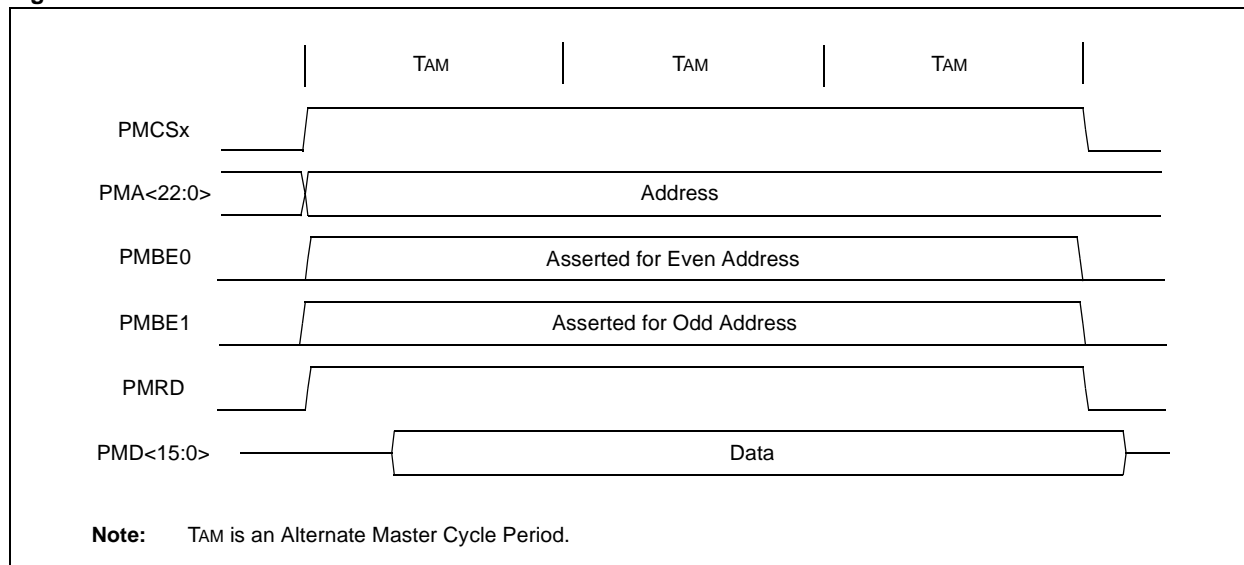 TAM TAM TAM
PMCSx
PMA<22:0> Address
PMBE0 Asserted for Even Address
PMBE1 Asserted for Odd Address
PMRD
PMD<15:0> Data
Note: TAM is an Alternate Master Cycle Period.